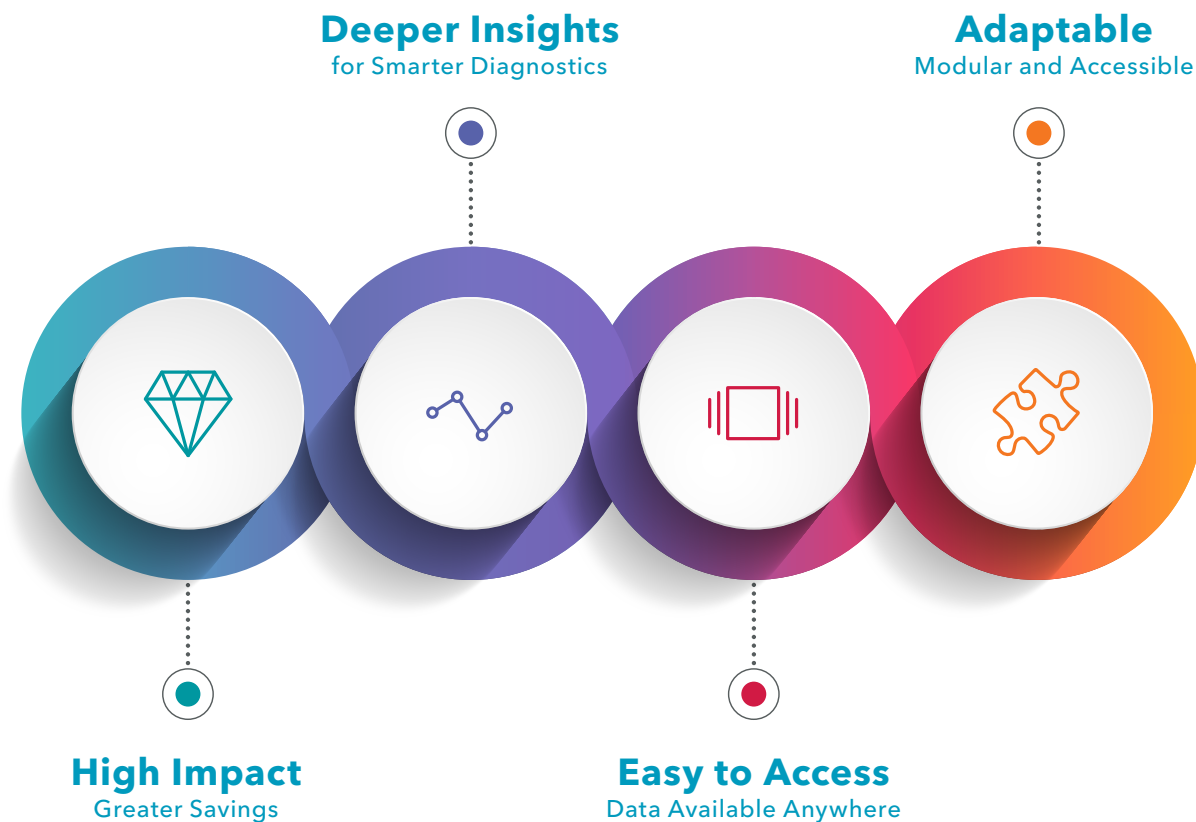 Deeper Insights
for Smarter Diagnostics
Adaptable
Modular and Accessible
High Impact
Greater Savings
Easy to Access
Data Available Anywhere